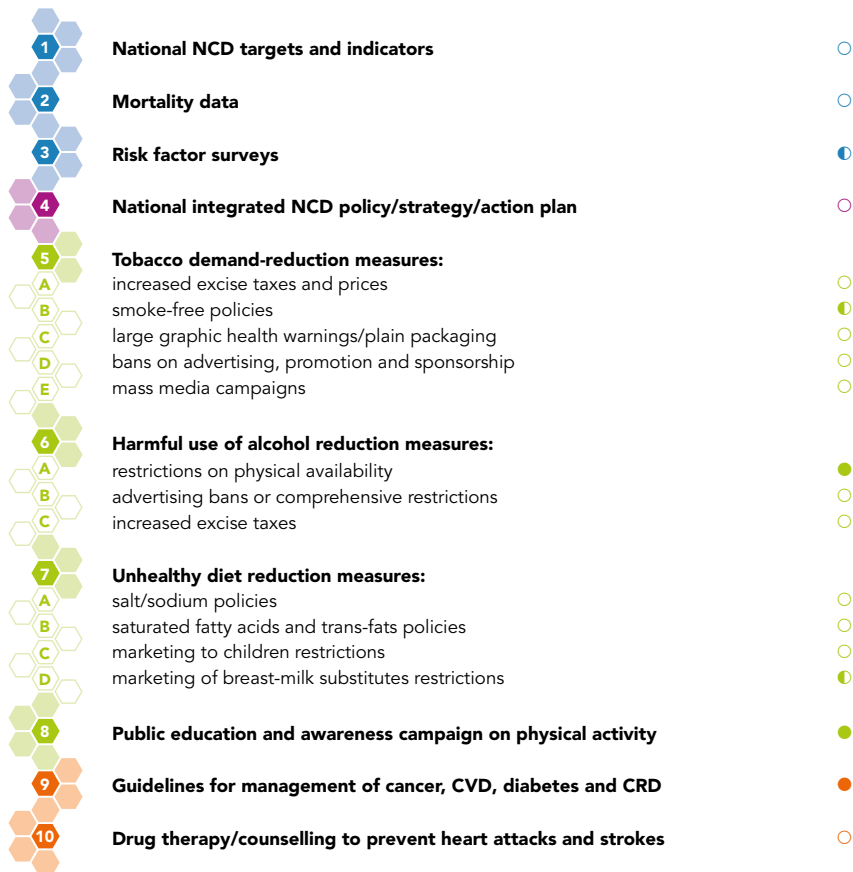 1 National NCD targets and indicators ○
2 Mortality data ○
3 Risk factor surveys ◐
4 National integrated NCD policy/strategy/action plan ○
5 Tobacco demand-reduction measures:
A increased excise taxes and prices ○
B smoke-free policies ◐
C large graphic health warnings/plain packaging ○
D bans on advertising, promotion and sponsorship ○
E mass media campaigns ○
6 Harmful use of alcohol reduction measures:
A restrictions on physical availability ●
B advertising bans or comprehensive restrictions ○
C increased excise taxes ○
7 Unhealthy diet reduction measures:
A salt/sodium policies ○
B saturated fatty acids and trans-fats policies ○
C marketing to children restrictions ○
D marketing of breast-milk substitutes restrictions ◐
8 Public education and awareness campaign on physical activity ●
9 Guidelines for management of cancer, CVD, diabetes and CRD ●
10 Drug therapy/counselling to prevent heart attacks and strokes ○